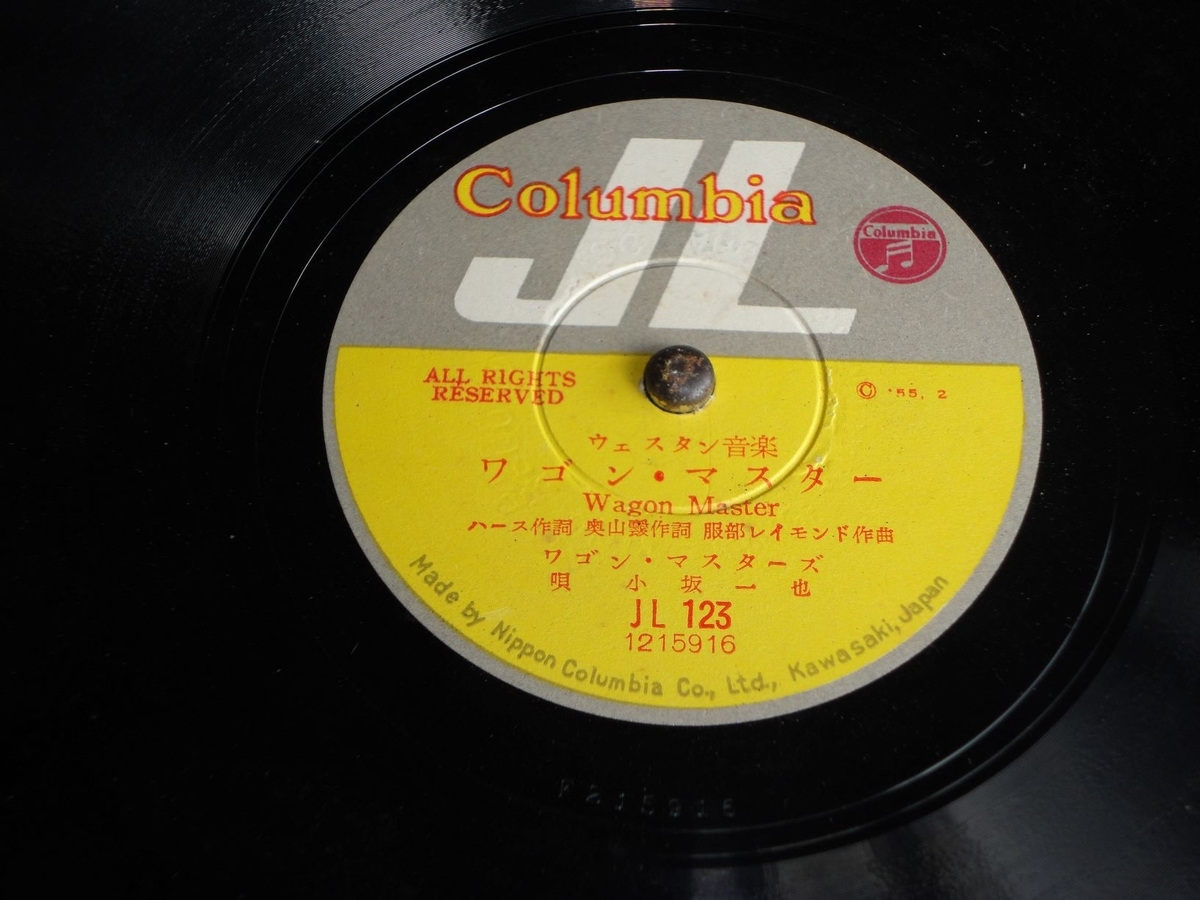 JL
Columbia
Columbia
ALL RIGHTS
RESERVED
© '55. 2
ウェスタン音楽
ワゴン・マスター
Wagon Master
ハース作詞 奥山靉作詞 服部レイモンド作曲
ワゴン・マスターズ
唄 小坂一也
JL 123
1215916
Made by Nippon Columbia Co., Ltd., Kawasaki, Japan
1215916